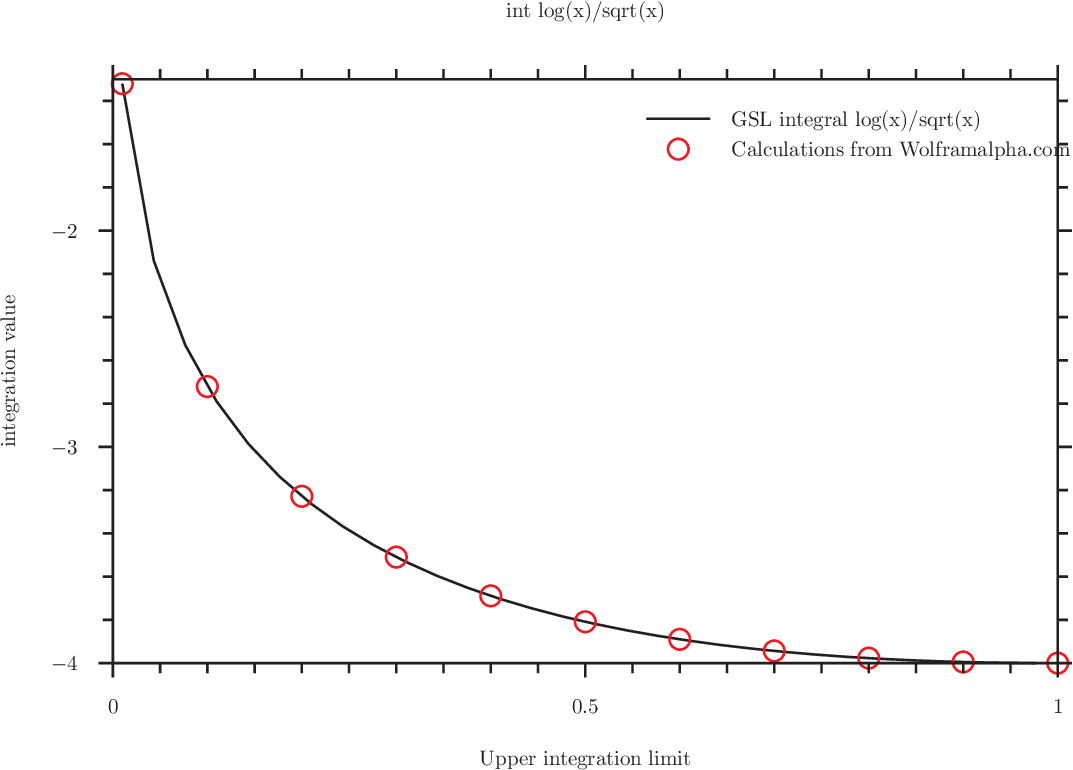 int log(x)/sqrt(x)
GSL integral log(x)/sqrt(x)
Calculations from Wolframalpha.com
−2
−3
−4
integration value
0
0.5
1
Upper integration limit